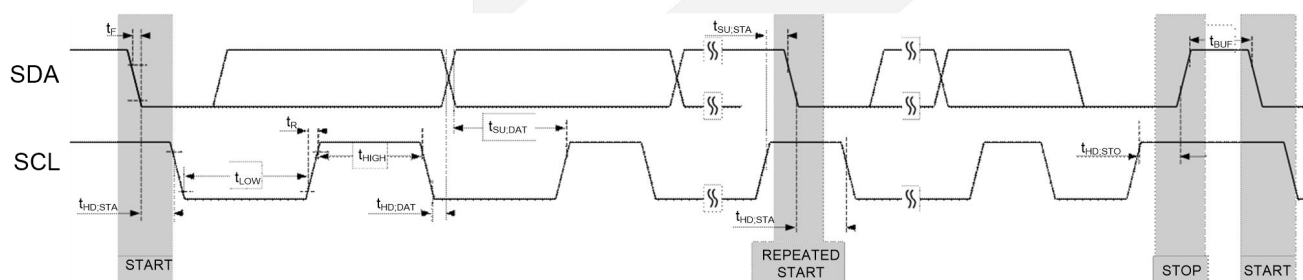 tF
tSU;STA
tBUF
SDA
tR
tSU;DAT
SCL
tHIGH
tHD;STO
tLOW
tHD;STA
tHD;DAT
tHD;STA
START
REPEATED
START
STOP
START